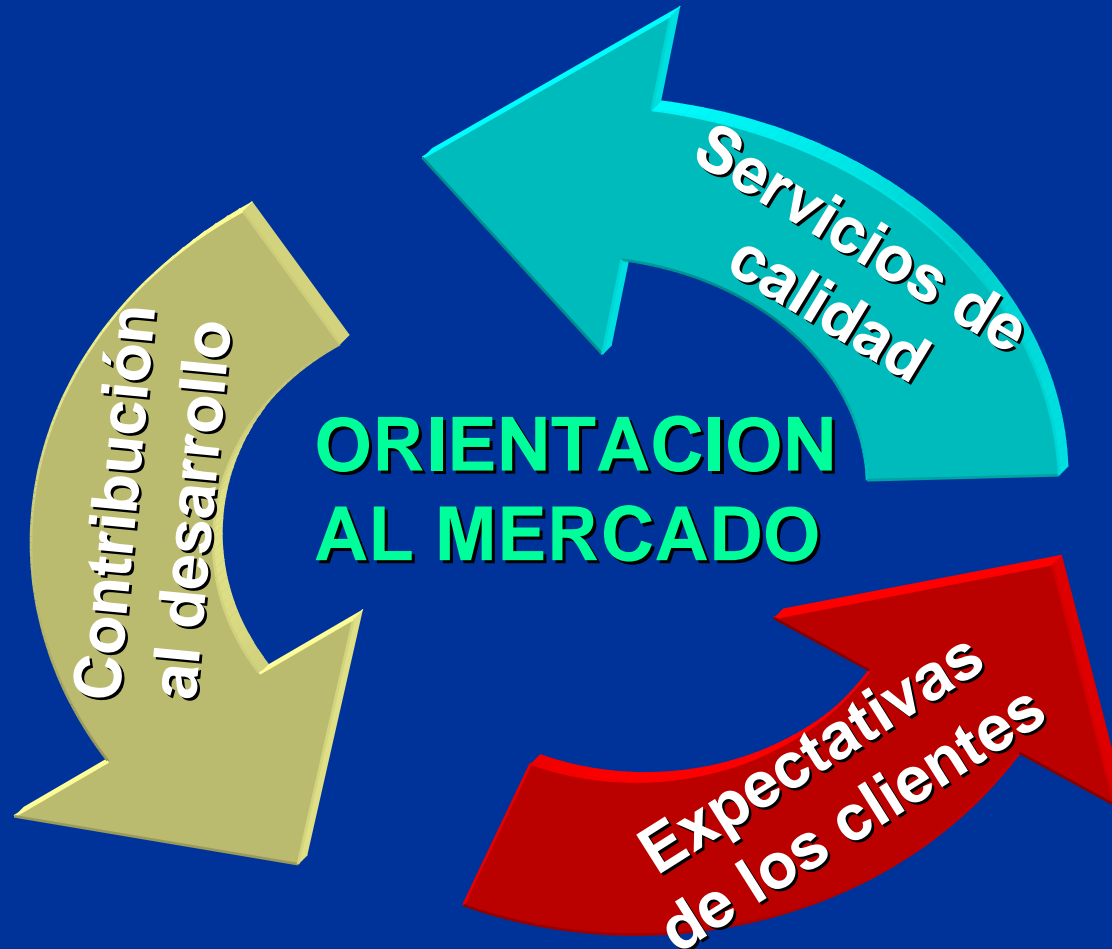 Servicios de
calidad
Contribución
al desarrollo
ORIENTACION
AL MERCADO
Expectativas
de los clientes